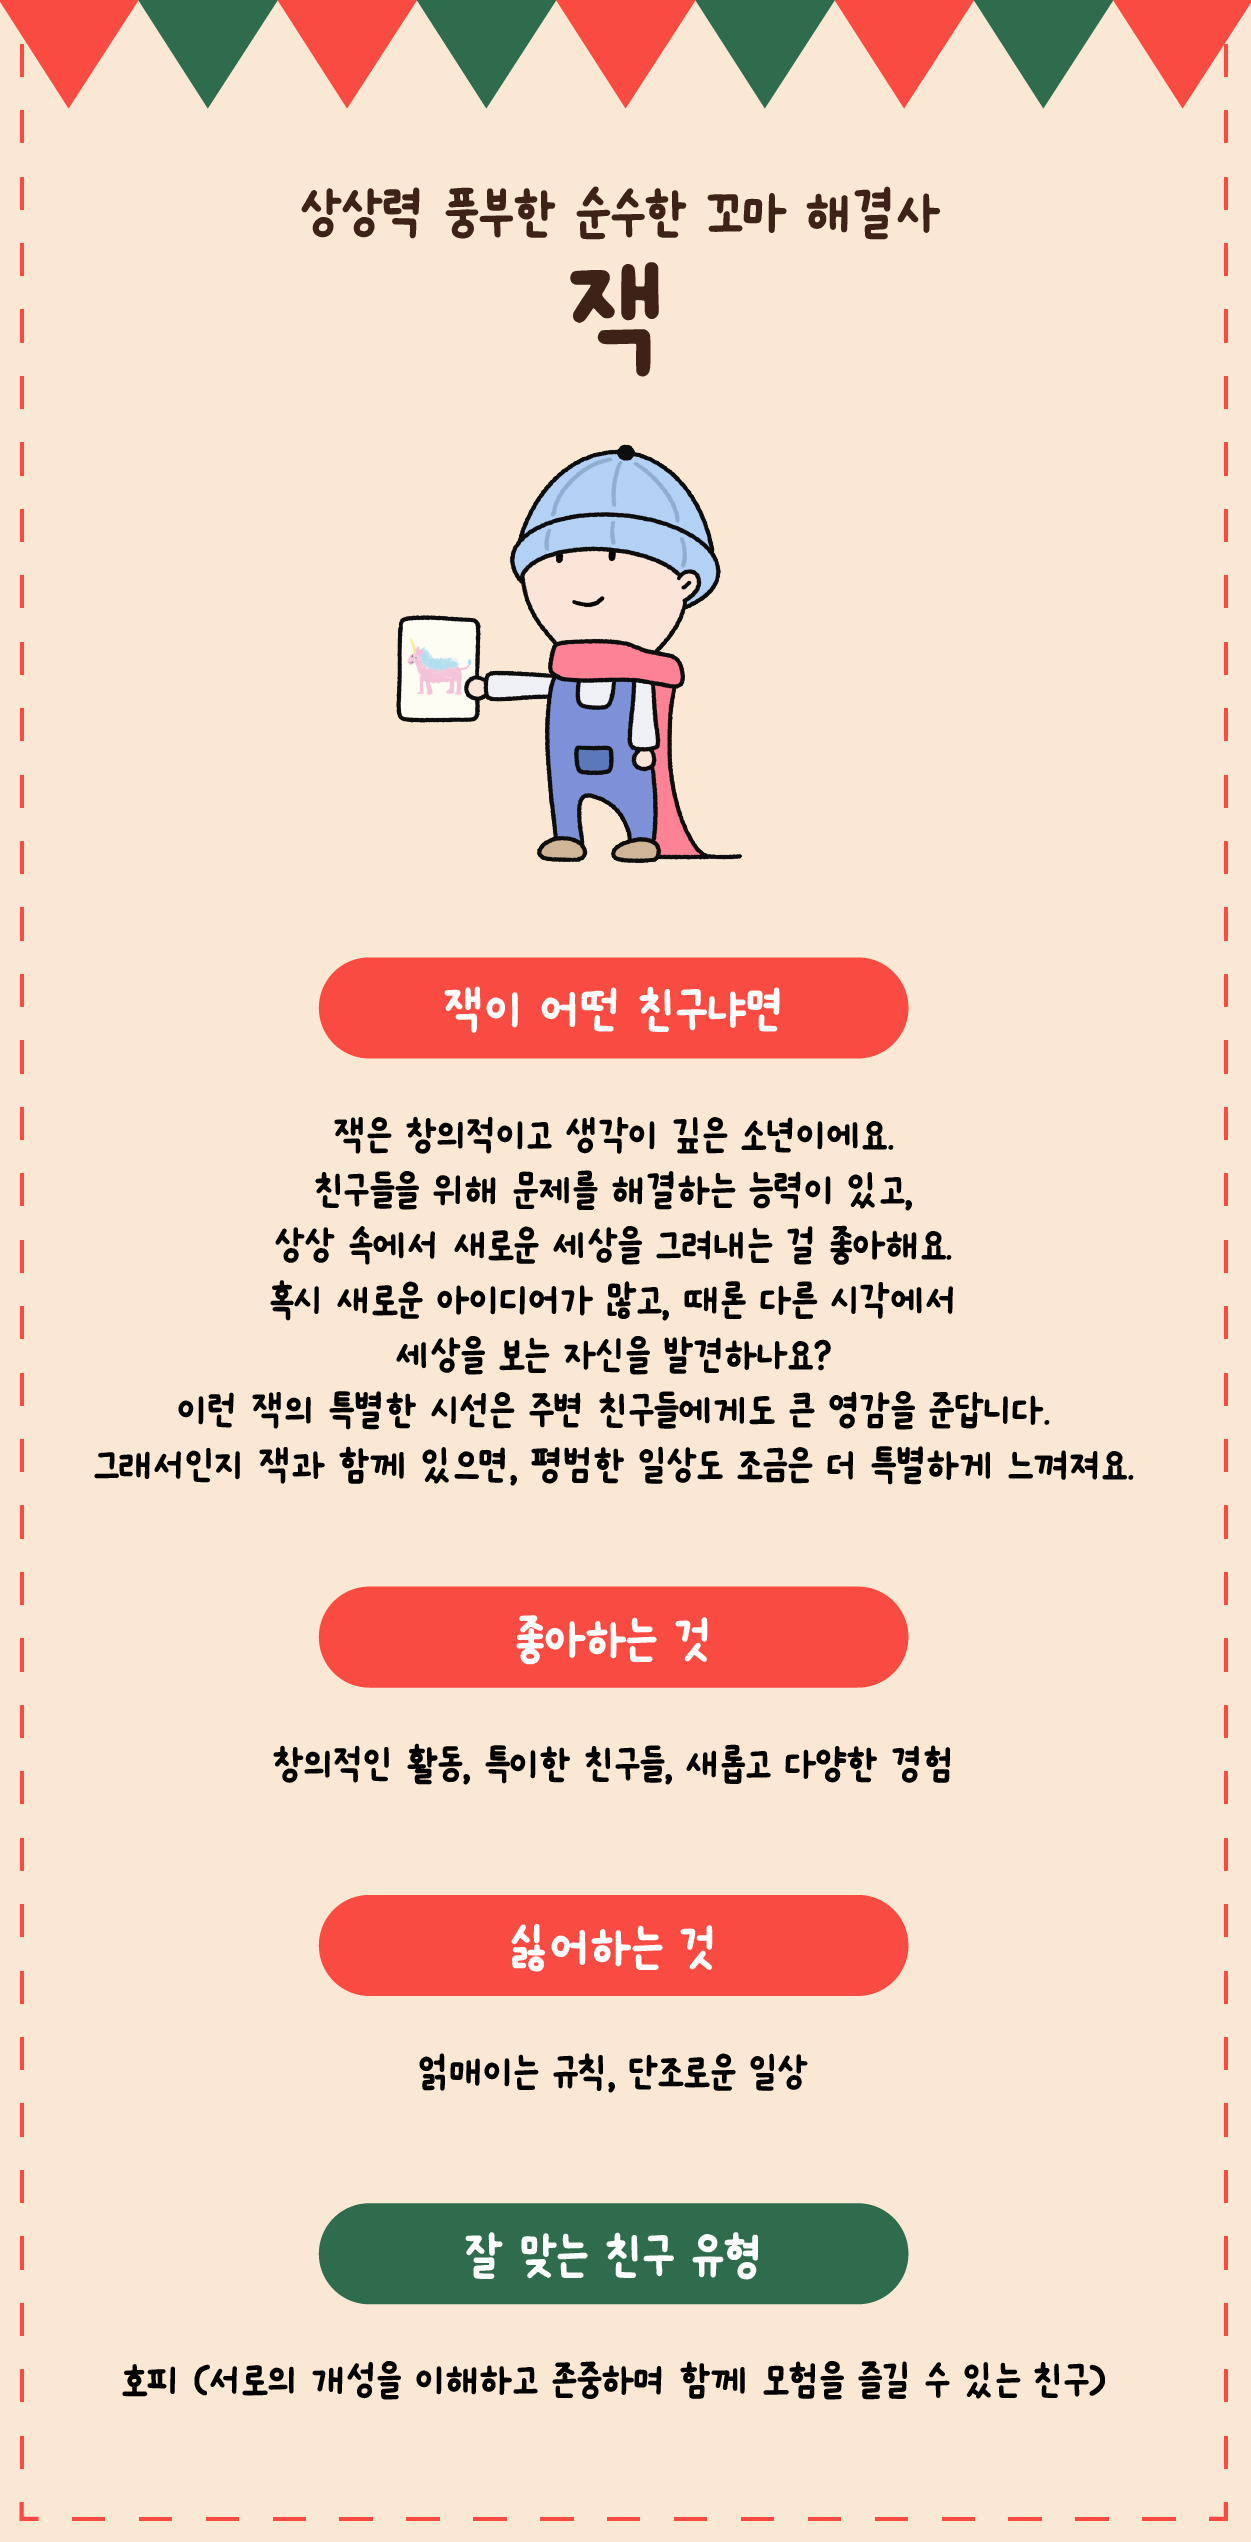 상상력 풍부한 순수한 꼬마 해결사
잭
잭이 어떤 친구냐면
잭은 창의적이고 생각이 깊은 소년이에요.
친구들을 위해 문제를 해결하는 능력이 있고,
상상 속에서 새로운 세상을 그려내는 걸 좋아해요.
혹시 새로운 아이디어가 많고, 때론 다른 시각에서
세상을 보는 자신을 발견하나요?
이런 잭의 특별한 시선은 주변 친구들에게도 큰 영감을 준답니다.
그래서인지 잭과 함께 있으면, 평범한 일상도 조금은 더 특별하게 느껴져요.
좋아하는 것
창의적인 활동, 특이한 친구들, 새롭고 다양한 경험
싫어하는 것
얽매이는 규칙, 단조로운 일상
잘 맞는 친구 유형
호피 (서로의 개성을 이해하고 존중하며 함께 모험을 즐길 수 있는 친구)